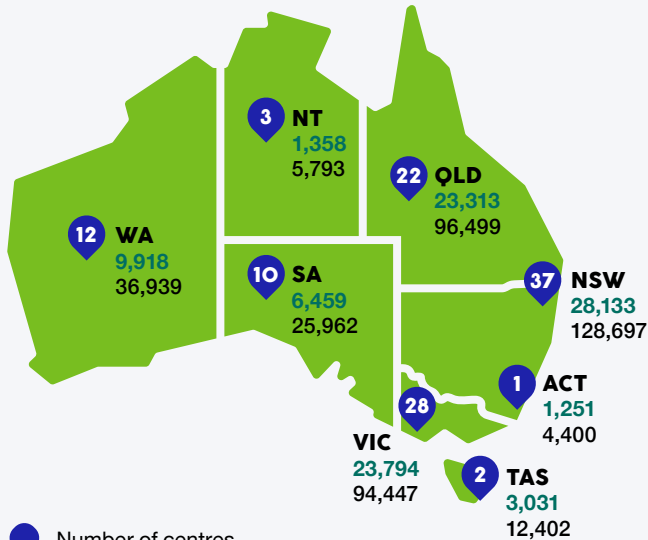 3 NT
1,358
5,793
22 QLD
23,313
96,499
12 WA
9,918
36,939
10 SA
6,459
25,962
37 NSW
28,133
128,697
1 ACT
1,251
4,400
28
VIC
23,794
94,447
2 TAS
3,031
12,402
Number of centres